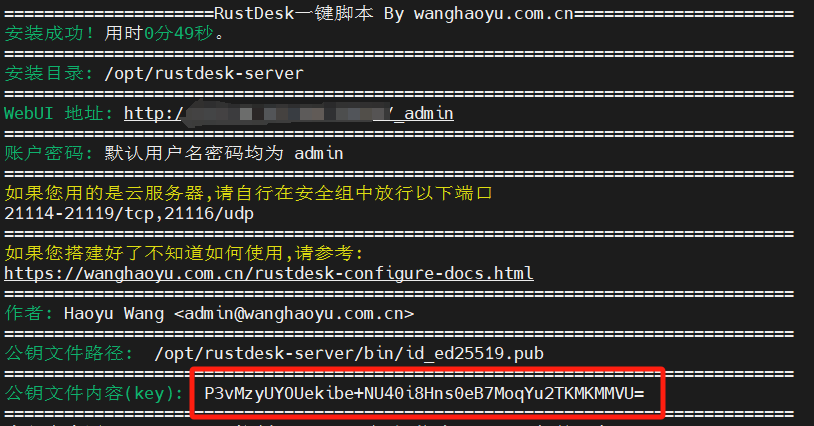 =====================RustDesk一键脚本 By wanghaoyu.com.cn======================
安装成功! 用时0分49秒。
===============================================================================
安装目录: /opt/rustdesk-server
===============================================================================
WebUI 地址: http:/ /_admin
===============================================================================
账户密码: 默认用户名密码均为 admin
===============================================================================
如果您用的是云服务器,请自行在安全组中放行以下端口
21114-21119/tcp,21116/udp
===============================================================================
如果您搭建好了不知道如何使用,请参考:
https://wanghaoyu.com.cn/rustdesk-configure-docs.html
===============================================================================
作者: Haoyu Wang <admin@wanghaoyu.com.cn>
===============================================================================
公钥文件路径:  /opt/rustdesk-server/bin/id_ed25519.pub
===============================================================================
公钥文件内容(key): P3vMzyUYOUekibe+NU40i8Hns0eB7MoqYu2TKMKMMVU=
===============================================================================